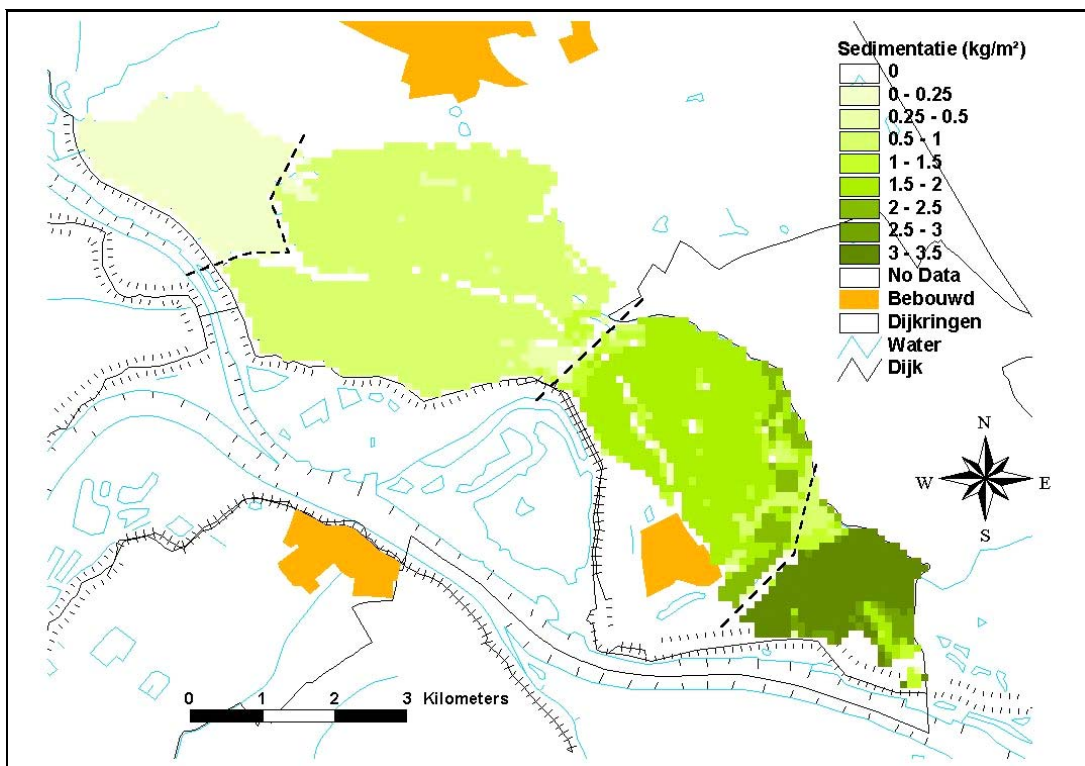 Sedimentatie (kg/m²)
0
0 - 0.25
0.25 - 0.5
0.5 - 1
1 - 1.5
1.5 - 2
2 - 2.5
2.5 - 3
3 - 3.5
No Data
Bebouwd
Dijkringen
Water
Dijk
N
W E
S
0 1 2 3 Kilometers